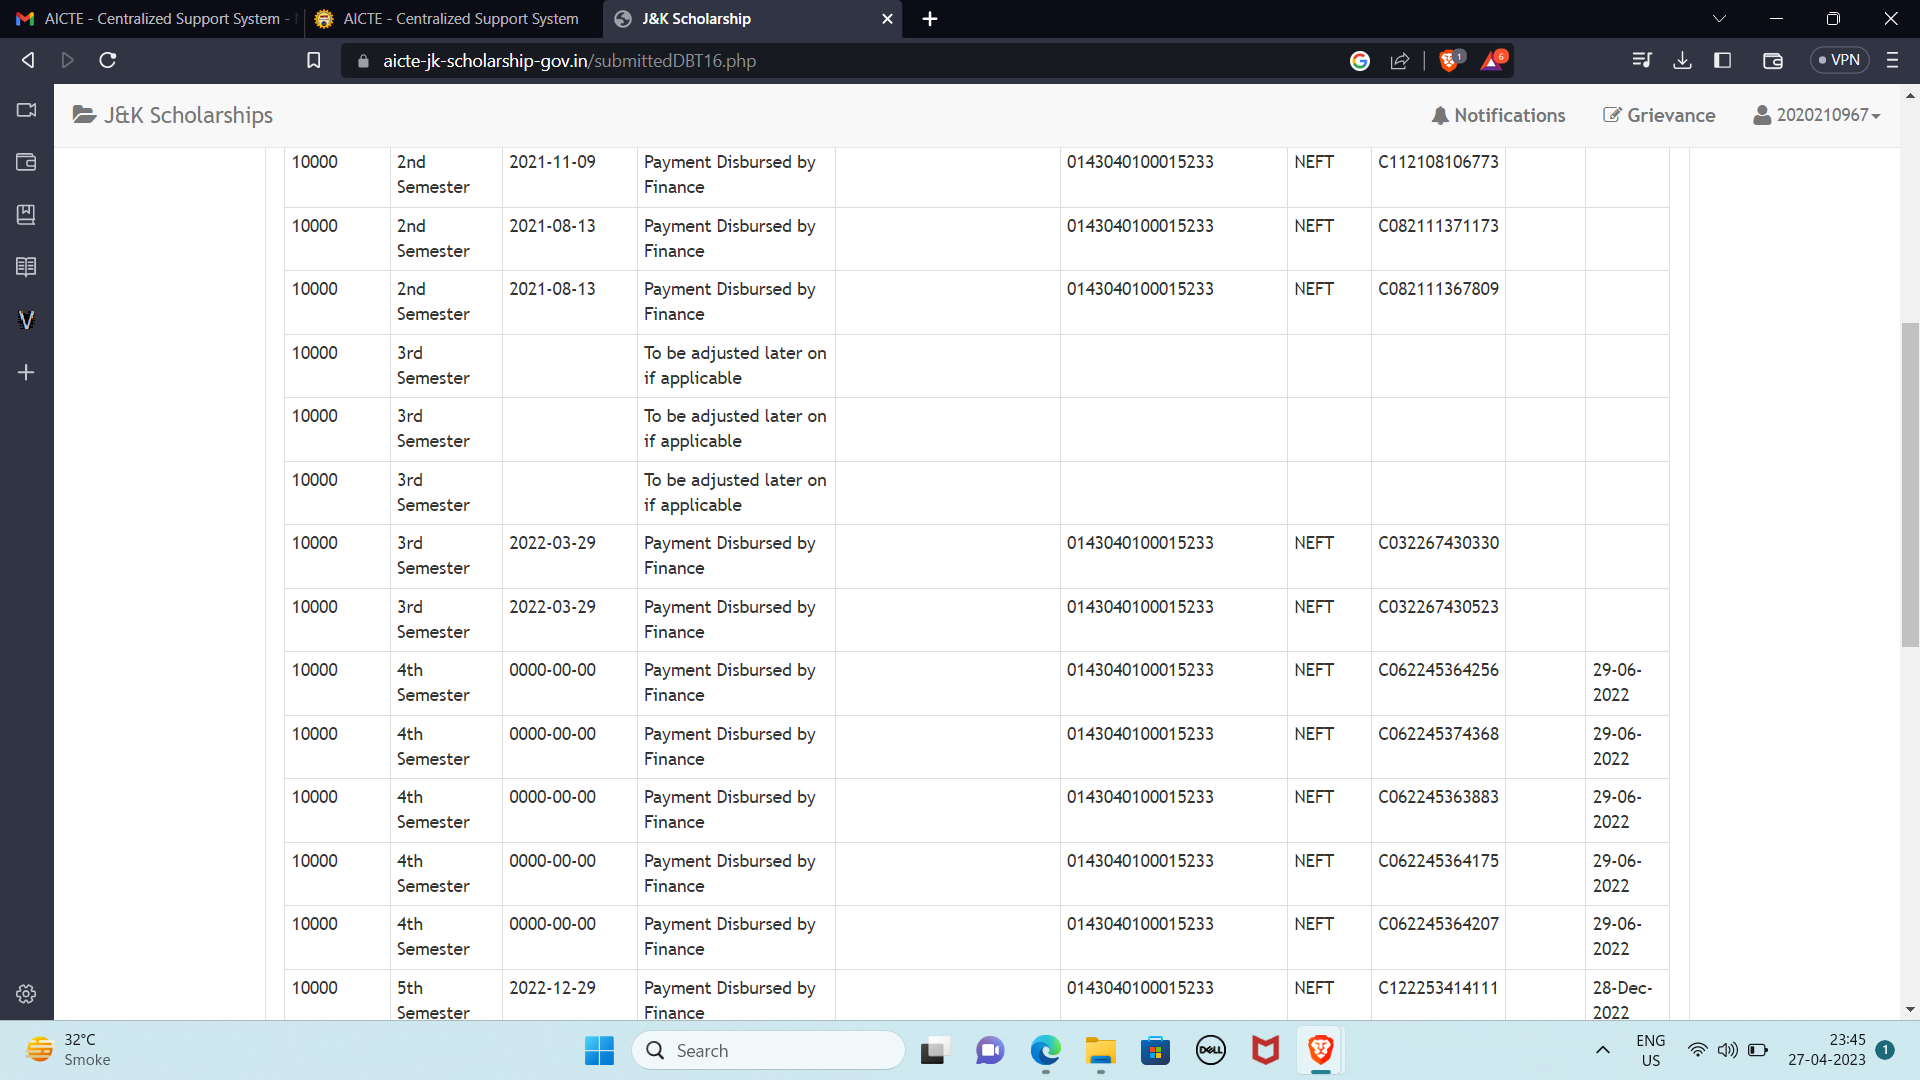 AICTE - Centralized Support System -
AICTE - Centralized Support System
J&K Scholarship
aicte-jk-scholarship-gov.in/submittedDBT16.php
1
6
VPN
J&K Scholarships
Notifications
Grievance
2020210967
10000 2nd Semester 2021-11-09 Payment Disbursed by Finance 0143040100015233 NEFT C112108106773
10000 2nd Semester 2021-08-13 Payment Disbursed by Finance 0143040100015233 NEFT C082111371173
10000 2nd Semester 2021-08-13 Payment Disbursed by Finance 0143040100015233 NEFT C082111367809
10000 3rd Semester To be adjusted later on if applicable
10000 3rd Semester To be adjusted later on if applicable
10000 3rd Semester To be adjusted later on if applicable
10000 3rd Semester 2022-03-29 Payment Disbursed by Finance 0143040100015233 NEFT C032267430330
10000 3rd Semester 2022-03-29 Payment Disbursed by Finance 0143040100015233 NEFT C032267430523
10000 4th Semester 0000-00-00 Payment Disbursed by Finance 0143040100015233 NEFT C062245364256 29-06-2022
10000 4th Semester 0000-00-00 Payment Disbursed by Finance 0143040100015233 NEFT C062245374368 29-06-2022
10000 4th Semester 0000-00-00 Payment Disbursed by Finance 0143040100015233 NEFT C062245363883 29-06-2022
10000 4th Semester 0000-00-00 Payment Disbursed by Finance 0143040100015233 NEFT C062245364175 29-06-2022
10000 4th Semester 0000-00-00 Payment Disbursed by Finance 0143040100015233 NEFT C062245364207 29-06-2022
10000 5th Semester 2022-12-29 Payment Disbursed by Finance 0143040100015233 NEFT C122253414111 28-Dec-2022
32°C
Smoke
Search
DELL
ENG
US
23:45
27-04-2023
1